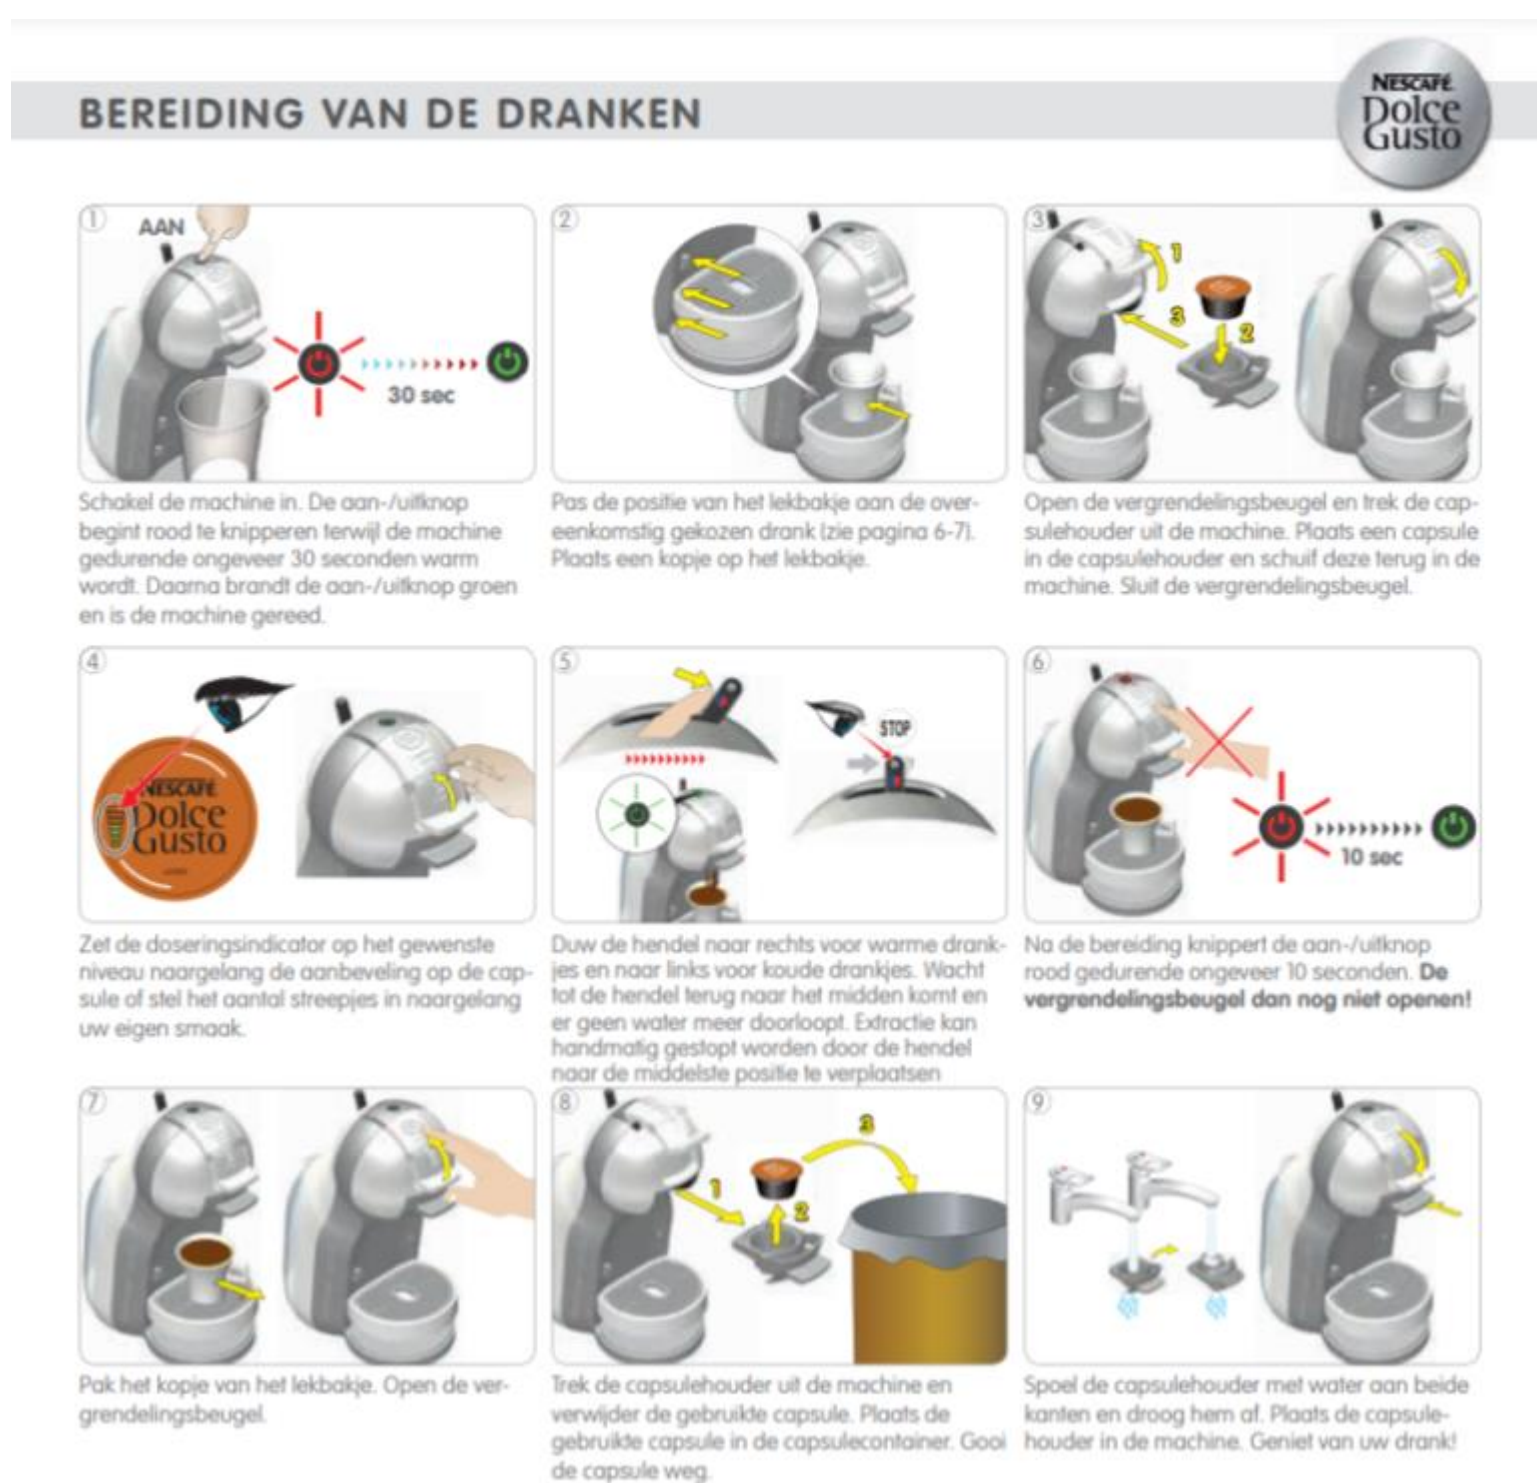 BEREIDING VAN DE DRANKEN
NESCAFÉ
Dolce
Gusto
1
AAN
30 sec
Schakel de machine in. De aan-/uitknop
begint rood te knipperen terwijl de machine
gedurende ongeveer 30 seconden warm
wordt. Daarna brandt de aan-/uitknop groen
en is de machine gereed.
2
Pas de positie van het lekbakje aan de over-
eenkomstig gekozen drank (zie pagina 6-7).
Plaats een kopje op het lekbakje.
3
1
3
2
Open de vergrendelingsbeugel en trek de cap-
sulehouder uit de machine. Plaats een capsule
in de capsulehouder en schuif deze terug in de
machine. Sluit de vergrendelingsbeugel.
4
NESCAFÉ
Dolce
Gusto
Zet de doseringsindicator op het gewenste
niveau naargelang de aanbeveling op de cap-
sule of stel het aantal streepjes in naargelang
uw eigen smaak.
5
STOP
Duw de hendel naar rechts voor warme drank-
jes en naar links voor koude drankjes. Wacht
tot de hendel terug naar het midden komt en
er geen water meer doorloopt. Extractie kan
handmatig gestopt worden door de hendel
naar de middelste positie te verplaatsen
6
10 sec
Na de bereiding knippert de aan-/uitknop
rood gedurende ongeveer 10 seconden. De
vergrendelingsbeugel dan nog niet openen!
7
Pak het kopje van het lekbakje. Open de ver-
grendelingsbeugel.
8
3
1
2
Trek de capsulehouder uit de machine en
verwijder de gebruikte capsule. Plaats de
gebruikte capsule in de capsulecontainer. Gooi
de capsule weg.
9
Spoel de capsulehouder met water aan beide
kanten en droog hem af. Plaats de capsule-
houder in de machine. Geniet van uw drank!